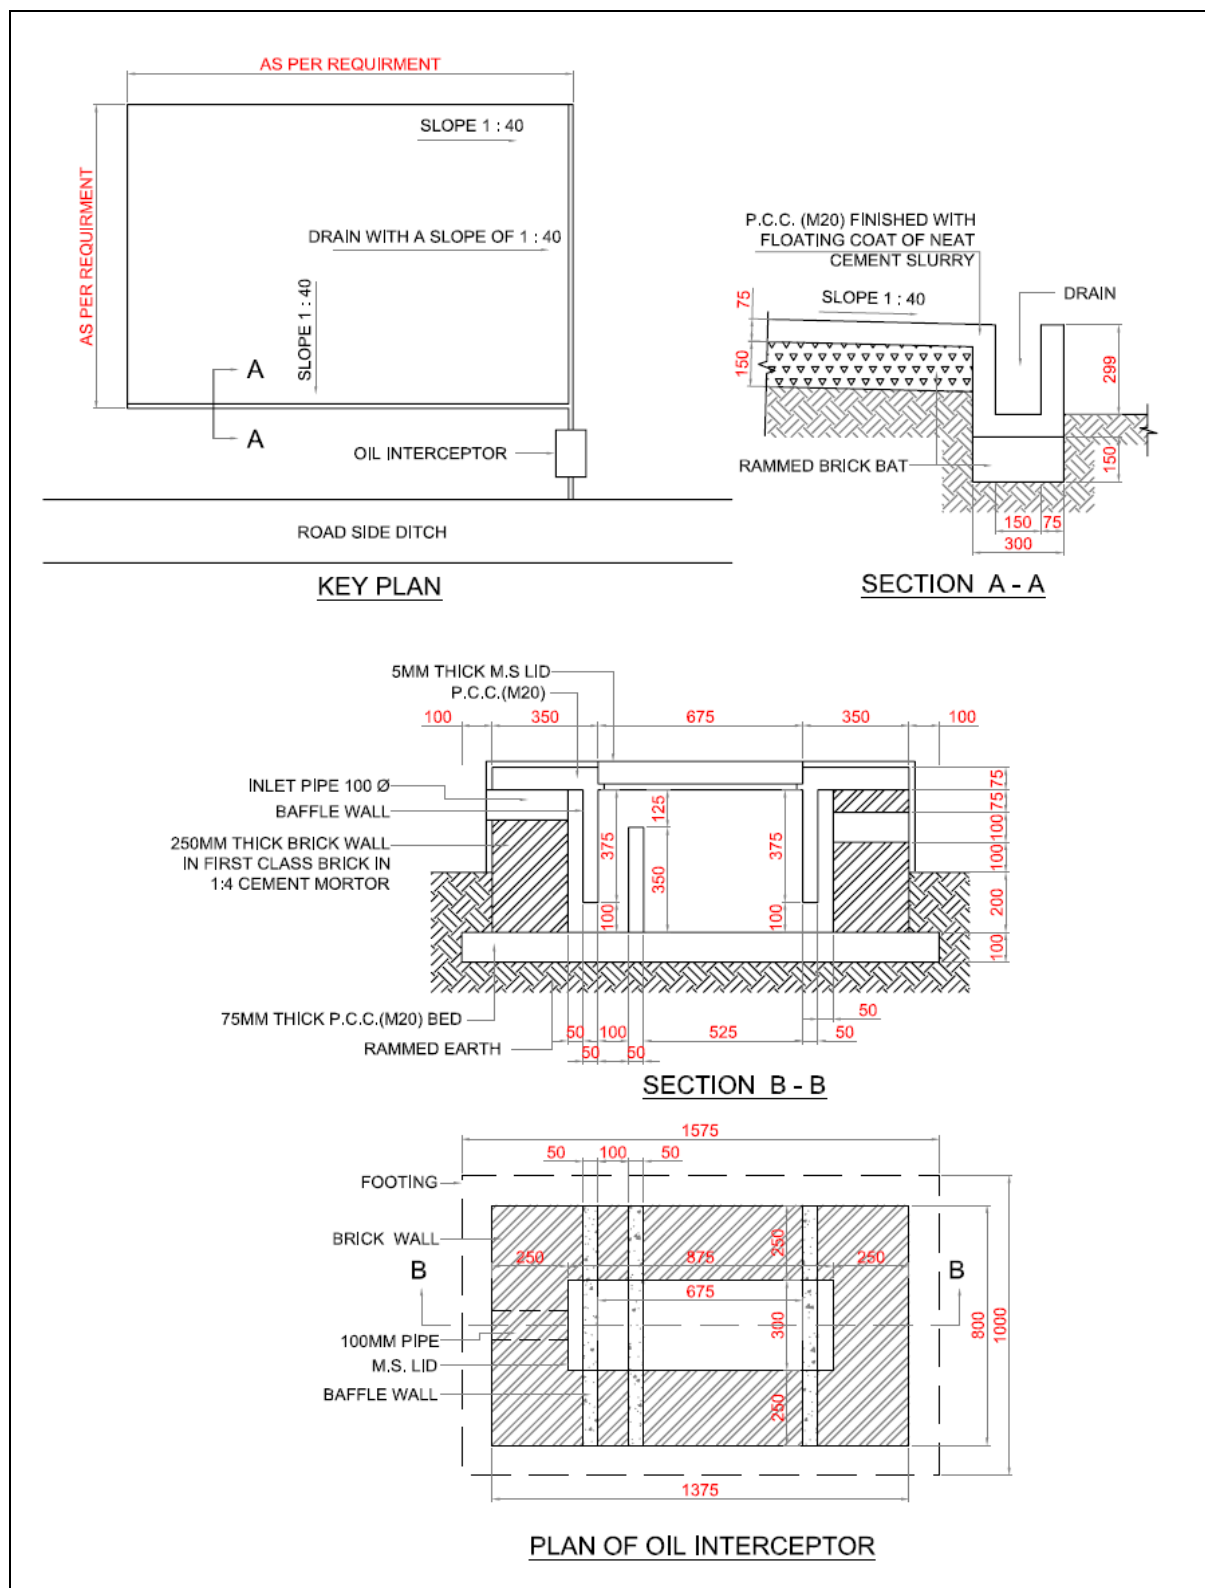 AS PER REQUIRMENT
SLOPE 1 : 40
AS PER REQUIRMENT
DRAIN WITH A SLOPE OF 1 : 40
SLOPE 1 : 40
A
A
OIL INTERCEPTOR
ROAD SIDE DITCH
KEY PLAN
P.C.C. (M20) FINISHED WITH
FLOATING COAT OF NEAT
CEMENT SLURRY
75
SLOPE 1 : 40
DRAIN
150
299
RAMMED BRICK BAT
150
150
75
300
SECTION A - A
5MM THICK M.S LID
P.C.C.(M20)
100
350
675
350
100
INLET PIPE 100 Ø
BAFFLE WALL
250MM THICK BRICK WALL
IN FIRST CLASS BRICK IN
1:4 CEMENT MORTOR
375
125
350
100
375
100
75
75
100
100
200
100
75MM THICK P.C.C.(M20) BED
RAMMED EARTH
50
50
100
525
50
50
50
SECTION B - B
1575
50
100
50
FOOTING
BRICK WALL
250
875
250
250
B
B
675
300
800
1000
100MM PIPE
M.S. LID
BAFFLE WALL
250
1375
PLAN OF OIL INTERCEPTOR